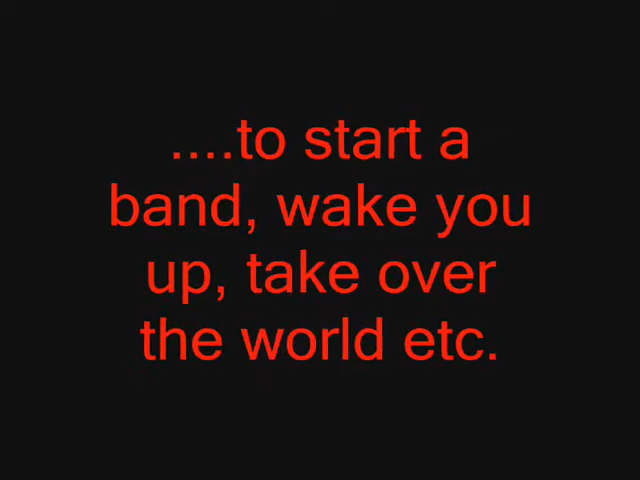 ....to start a
band, wake you
up, take over
the world etc.